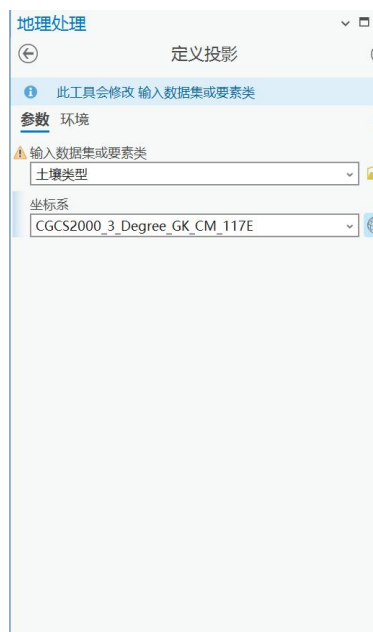 地理处理
定义投影
此工具会修改 输入数据集或要素类
参数 环境
输入数据集或要素类
土壤类型
坐标系
CGCS2000_3_Degree_GK_CM_117E